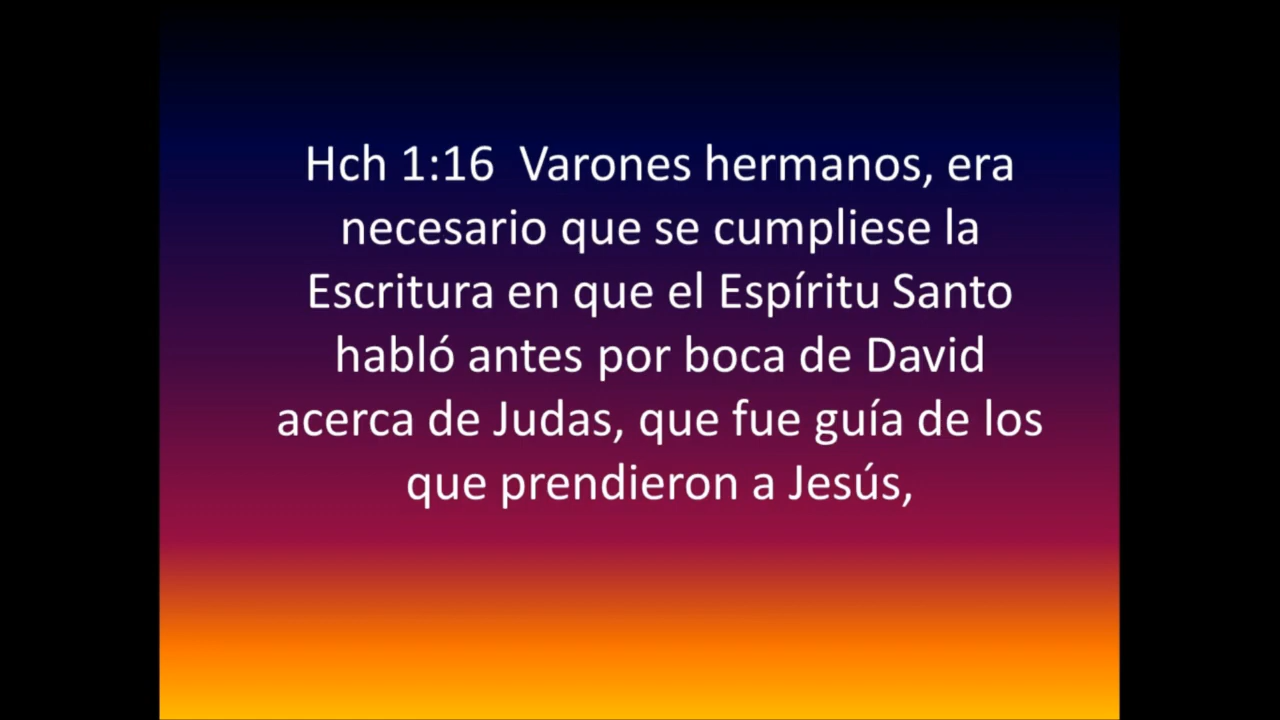 Hch 1:16  Varones hermanos, era
necesario que se cumpliese la
Escritura en que el Espíritu Santo
habló antes por boca de David
acerca de Judas, que fue guía de los
que prendieron a Jesús,